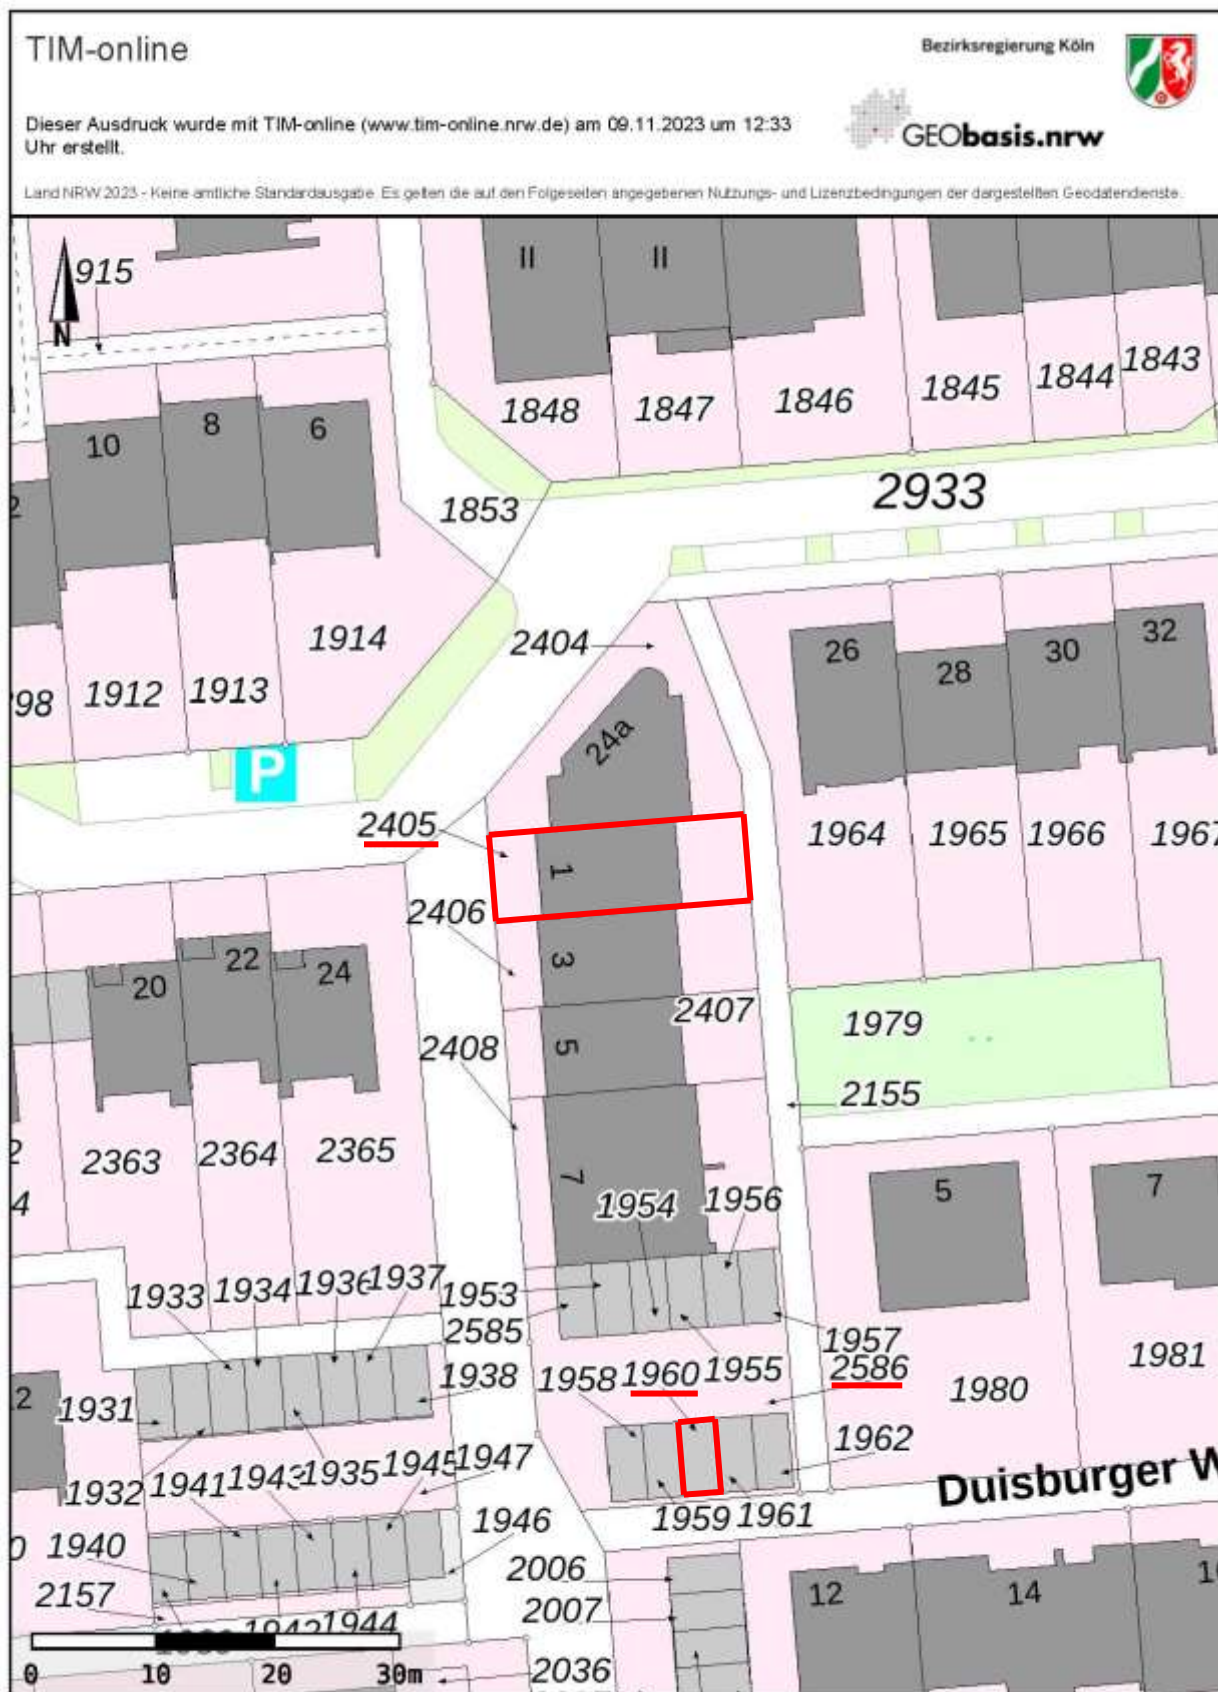 TIM-online
Bezirksregierung Köln
Dieser Ausdruck wurde mit TIM-online (www.tim-online.nrw.de) am 09.11.2023 um 12:33
Uhr erstellt.
GEObasis.nrw
Land NRW 2023 - Keine amtliche Standardausgabe. Es gelten die auf den Folgeseiten angegebenen Nutzungs- und Lizenzbedingungen der dargestellten Geodatendienste.
II II
915
N
1848 1847 1846 1845 1844 1843
10 8 6
1853
2933
1914
2404
26 28 30 32
98 1912 1913
24a
P
2405
1964 1965 1966 1967
1
2406
3
20 22 24
2407
1979
5
2408
2155
2363 2364 2365
7
1954 1956
5 7
4
1933 1934 1936 1937
1953
2585
1957
1958 1960 1955
2586
1980 1981
1938
1931
1962
1932 1941 1943 1935 1945 1947
Duisburger W
1959 1961
1946
1940
2006
2157
2007
12 14
1942 1944
0 10 20 30m
2036